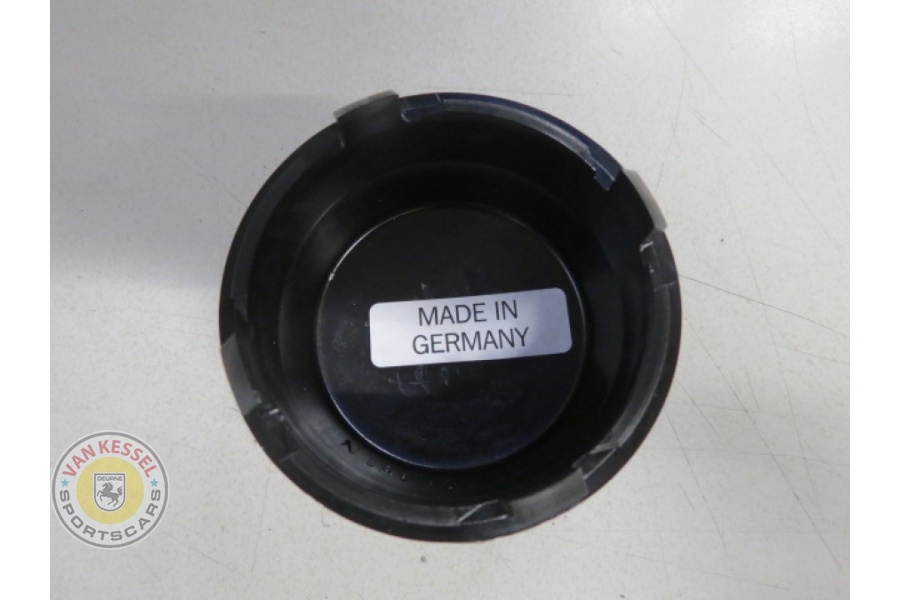 MADE IN
GERMANY
VAN KESSEL
DEURNE
SPORTSCARS